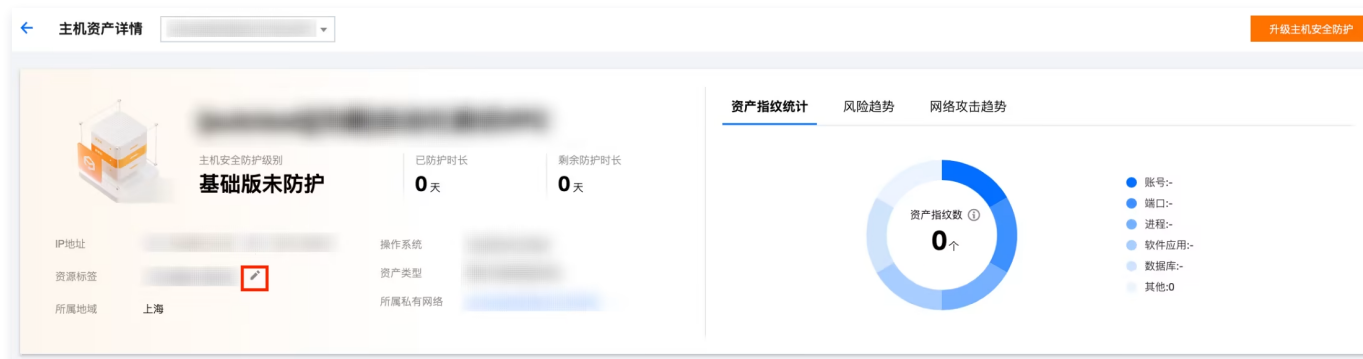 主机资产详情
升级主机安全防护
主机安全防护级别
基础版未防护
已防护时长
0天
剩余防护时长
0天
IP地址
资源标签
所属地域 上海
操作系统
资产类型
所属私有网络
资产指纹统计 风险趋势 网络攻击趋势
资产指纹数
0个
账号:-
端口:-
进程:-
软件应用:-
数据库:-
其他:0